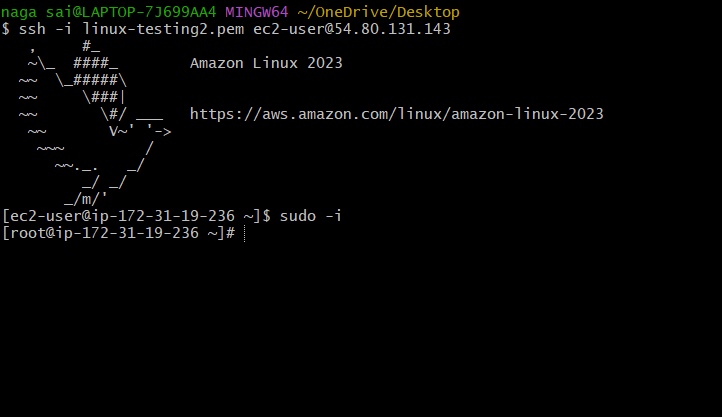 naga sai@LAPTOP-7J699AA4 MINGW64 ~/OneDrive/Desktop
$ ssh -i linux-testing2.pem ec2-user@54.80.131.143
   ,     #_
   ~\_  ####_        Amazon Linux 2023
  ~~  \_#####\
  ~~     \###|
  ~~       \#/ ___   https://aws.amazon.com/linux/amazon-linux-2023
   ~~       V~' '->
    ~~~         /
      ~~._.   _/
         _/ _/
       _/m/'
[ec2-user@ip-172-31-19-236 ~]$ sudo -i
[root@ip-172-31-19-236 ~]#